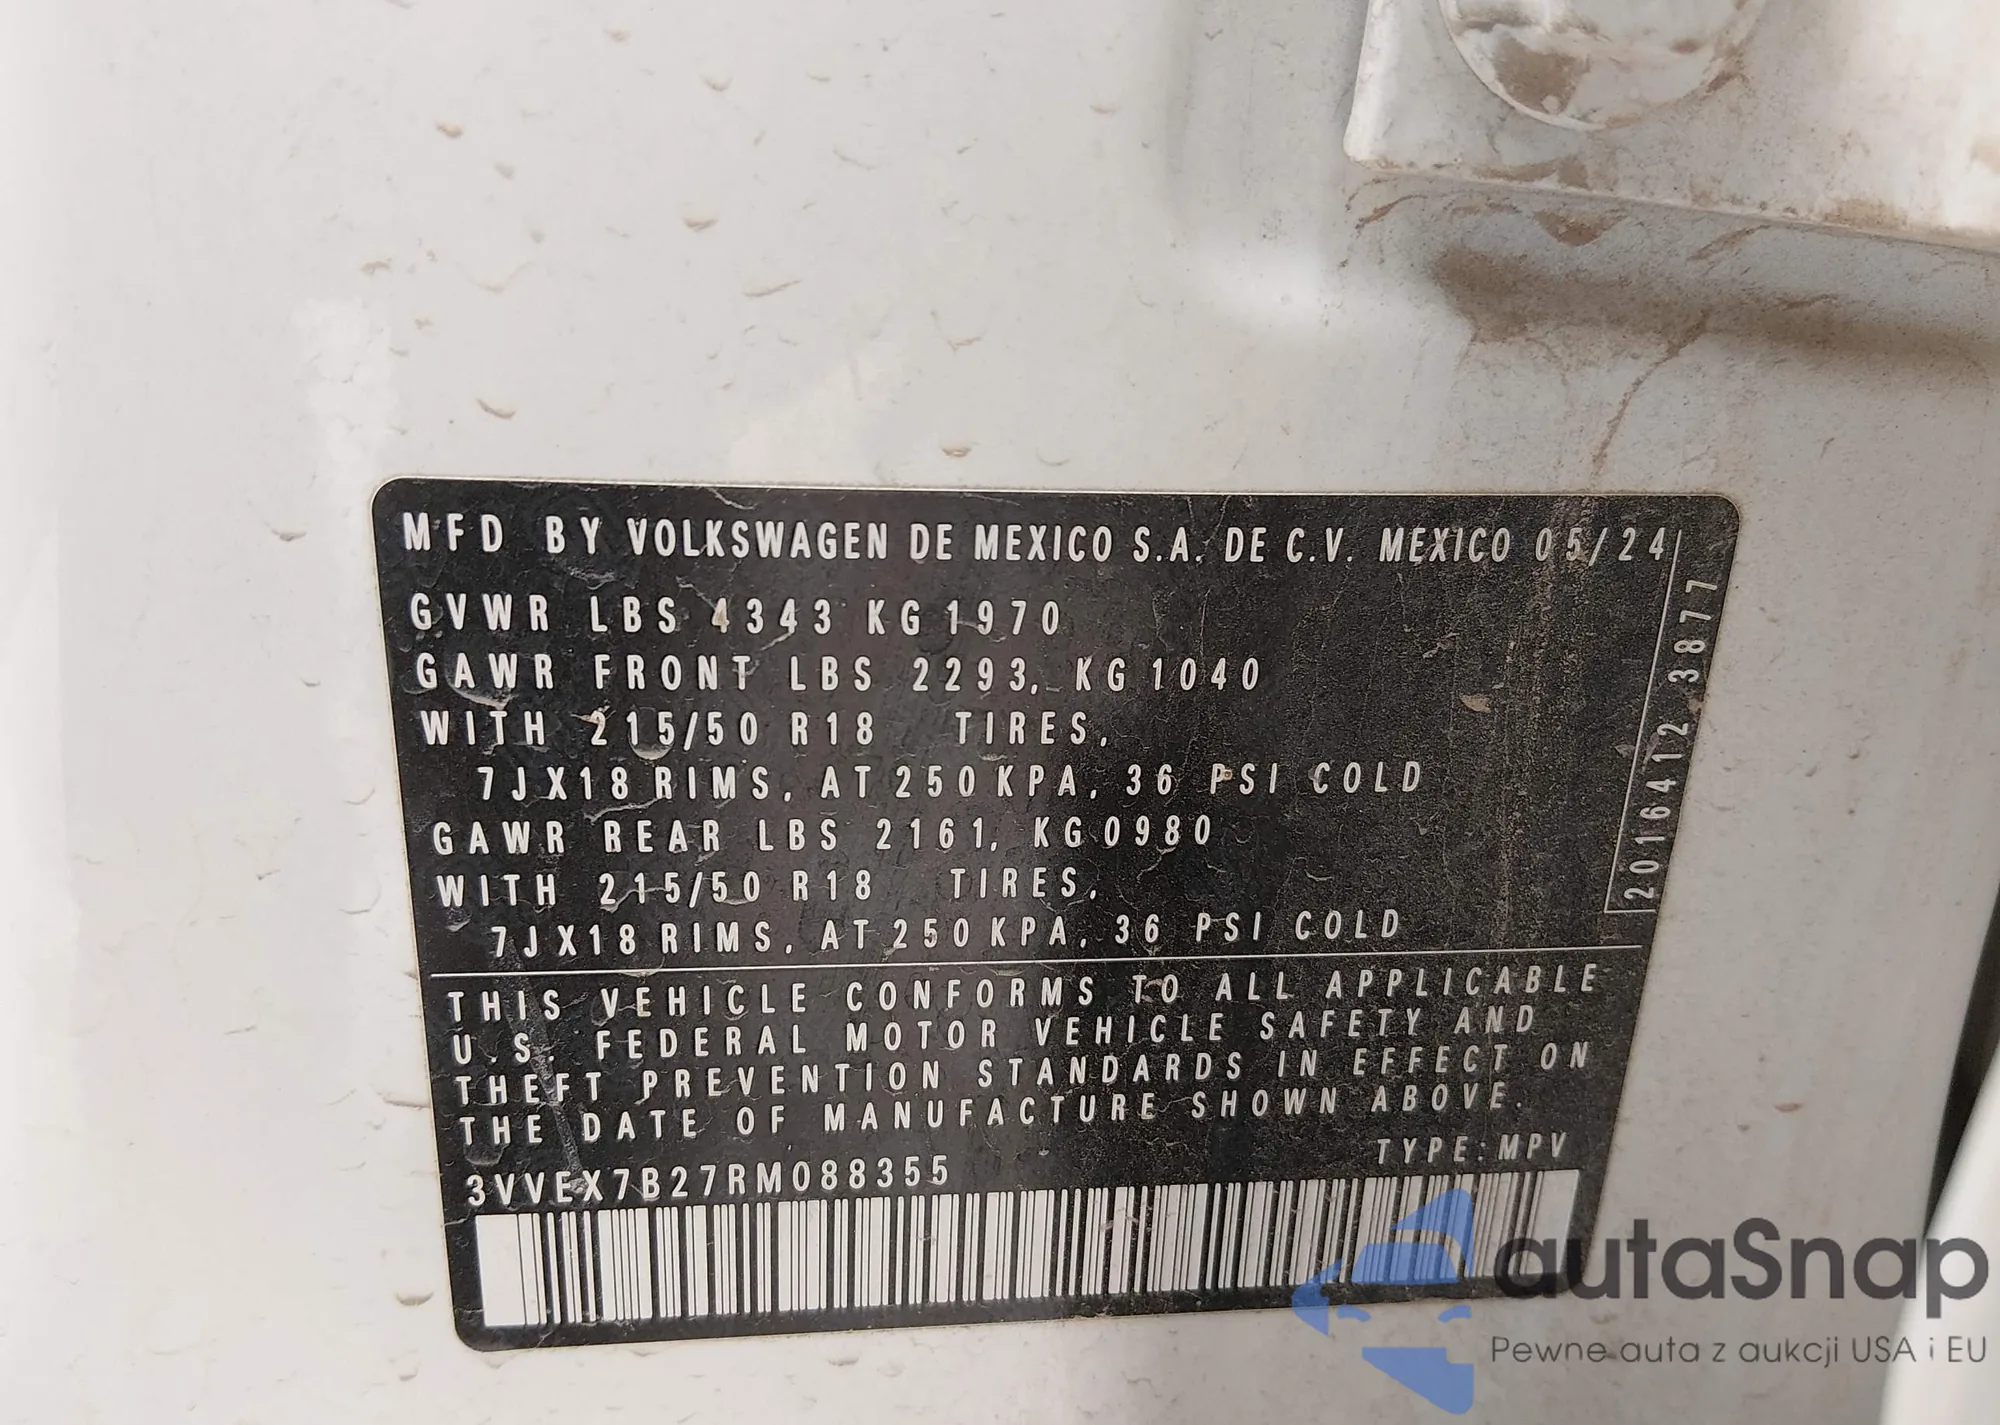 MFD BY VOLKSWAGEN DE MEXICO S.A. DE C.V. MEXICO 05/24
GVWR LBS 4343 KG 1970
GAWR FRONT LBS 2293, KG 1040
WITH 215/50 R18 TIRES,
7JX18 RIMS, AT 250 KPA, 36 PSI COLD
GAWR REAR LBS 2161, KG 0980
WITH 215/50 R18 TIRES,
7JX18 RIMS, AT 250 KPA, 36 PSI COLD
2016412 3877
THIS VEHICLE CONFORMS TO ALL APPLICABLE
U.S. FEDERAL MOTOR VEHICLE SAFETY AND
THEFT PREVENTION STANDARDS IN EFFECT ON
THE DATE OF MANUFACTURE SHOWN ABOVE.
TYPE: MPV
3VVEX7B27RM088355
autaSnap
Pewne auta z aukcji USA i EU